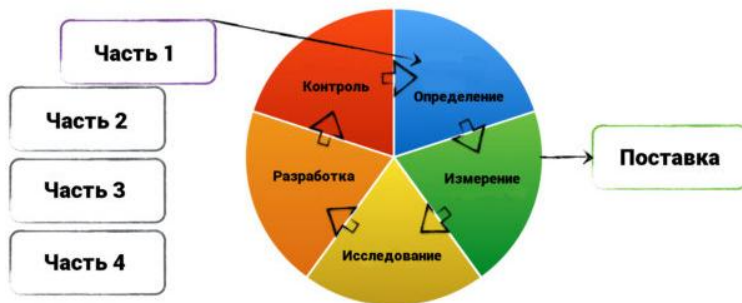 Часть 1
Часть 2
Часть 3
Часть 4
Контроль
Определение
Разработка
Измерение
Исследование
Поставка